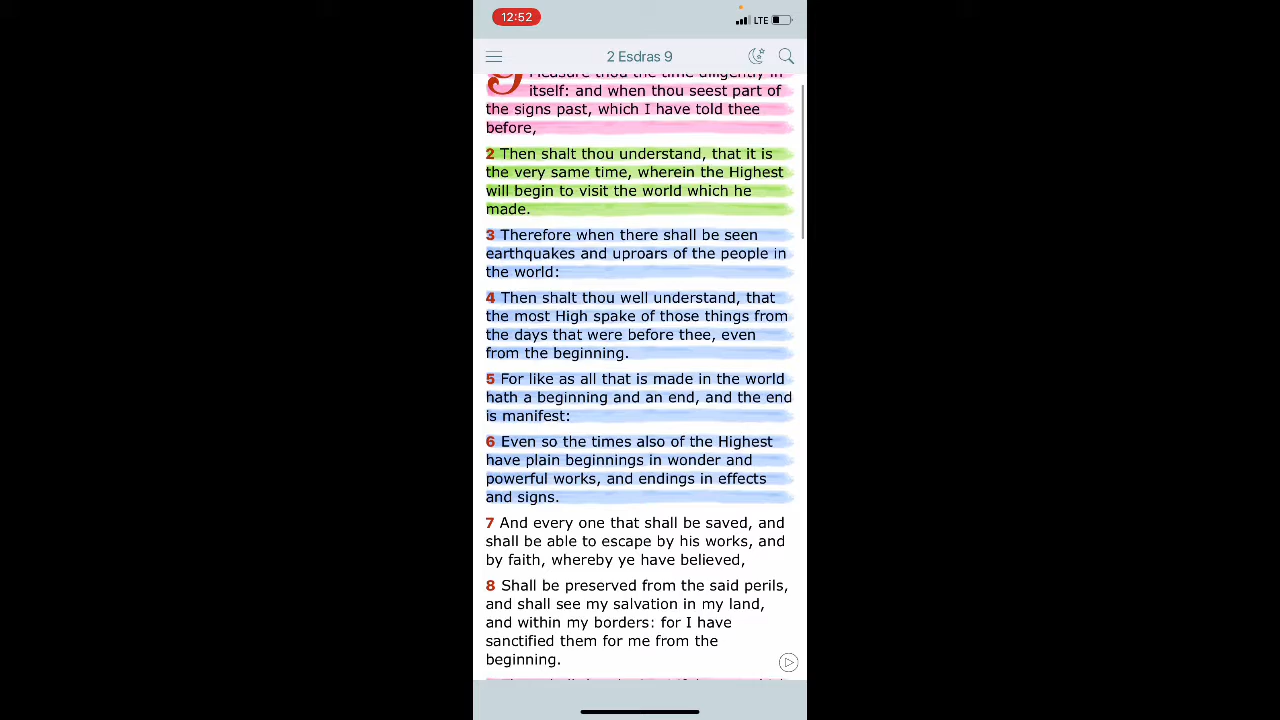 12:52
LTE
2 Esdras 9
9 Measure thou the time diligently in
itself: and when thou seest part of
the signs past, which I have told thee
before,
2 Then shalt thou understand, that it is
the very same time, wherein the Highest
will begin to visit the world which he
made.
3 Therefore when there shall be seen
earthquakes and uproars of the people in
the world:
4 Then shalt thou well understand, that
the most High spake of those things from
the days that were before thee, even
from the beginning.
5 For like as all that is made in the world
hath a beginning and an end, and the end
is manifest:
6 Even so the times also of the Highest
have plain beginnings in wonder and
powerful works, and endings in effects
and signs.
7 And every one that shall be saved, and
shall be able to escape by his works, and
by faith, whereby ye have believed,
8 Shall be preserved from the said perils,
and shall see my salvation in my land,
and within my borders: for I have
sanctified them for me from the
beginning.